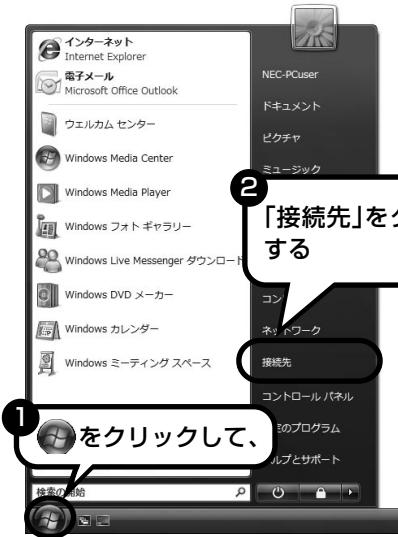 インターネット
Internet Explorer
電子メール
Microsoft Office Outlook
ウェルカム センター
Windows Media Center
Windows Media Player
Windows フォト ギャラリー
Windows Live Messenger ダウンロード
Windows DVD メーカー
Windows カレンダー
Windows ミーティング スペース
検索の開始
NEC-PCuser
ドキュメント
ピクチャ
ミュージック
2
「接続先」をク
する
コン
ネットワーク
接続先
コントロール パネル
のプログラム
ルプとサポート
1
をクリックして、